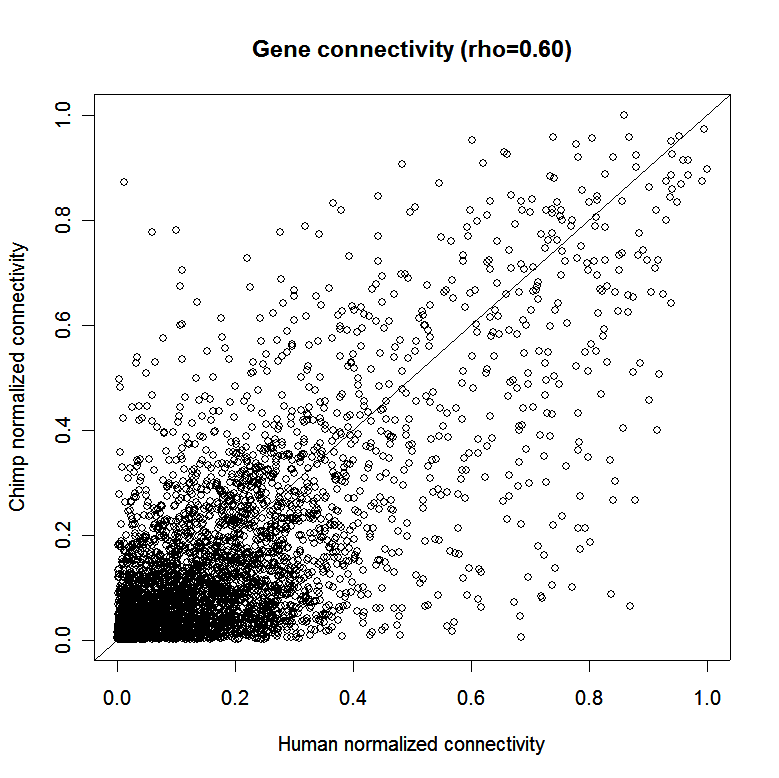 Gene connectivity (rho=0.60)
Chimp normalized connectivity
1.0
0.8
0.6
0.4
0.2
0.0
0.0 0.2 0.4 0.6 0.8 1.0
Human normalized connectivity